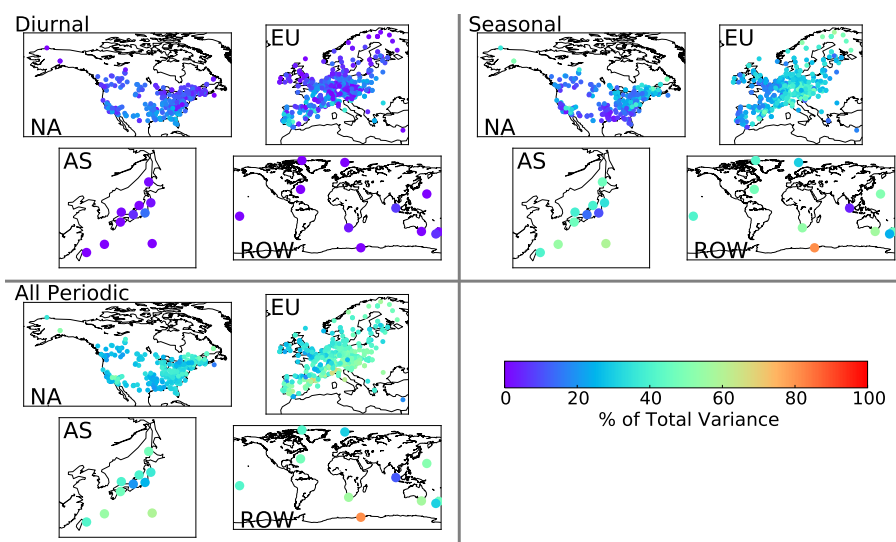 Diurnal
EU
NA
AS
ROW
Seasonal
EU
NA
AS
ROW
All Periodic
EU
NA
AS
ROW
0 20 40 60 80 100
% of Total Variance